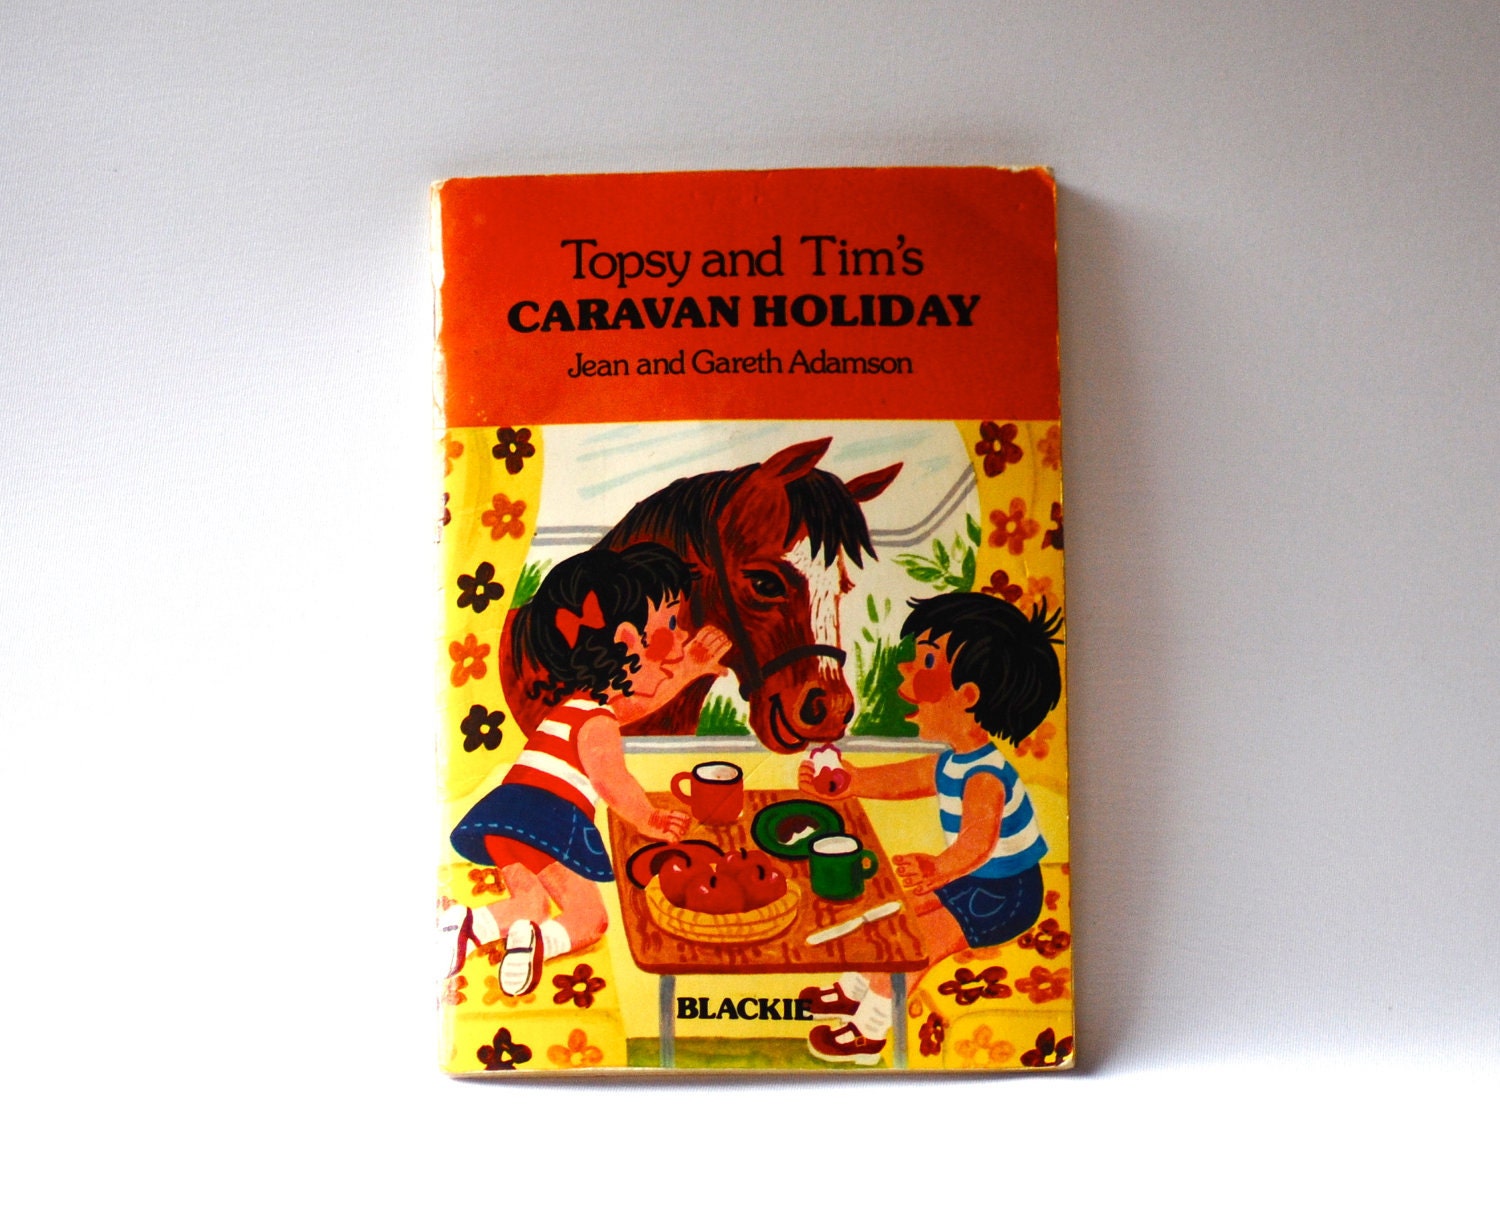 Topsy and Tim's
CARAVAN HOLIDAY
Jean and Gareth Adamson
BLACKIE